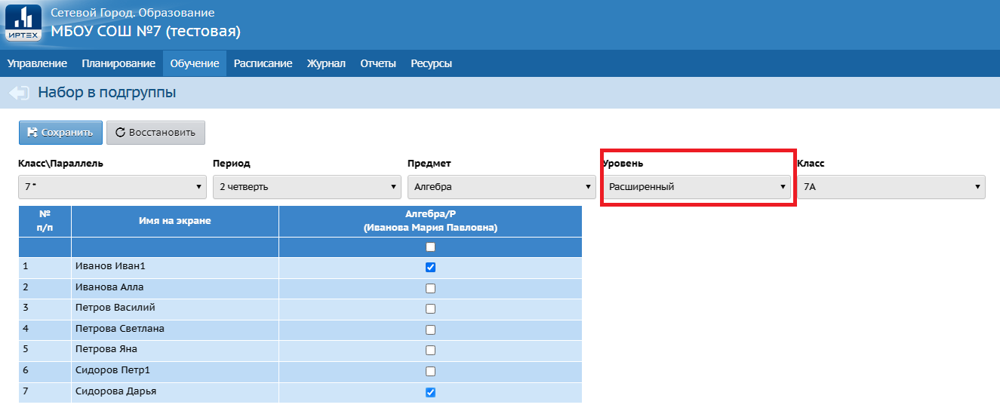 Сетевой Город. Образование
ИРТЕХ
МБОУ СОШ №7 (тестовая)
Управление Планирование Обучение Расписание Журнал Отчеты Ресурсы
Набор в подгруппы
Сохранить Восстановить
Класс\Параллель Период Предмет Уровень Класс
7 * 2 четверть Алгебра Расширенный 7А
№ п/п Имя на экране Алгебра/Р
(Иванова Мария Павловна)
1 Иванов Иван1
2 Иванова Алла
3 Петров Василий
4 Петрова Светлана
5 Петрова Яна
6 Сидоров Петр1
7 Сидорова Дарья